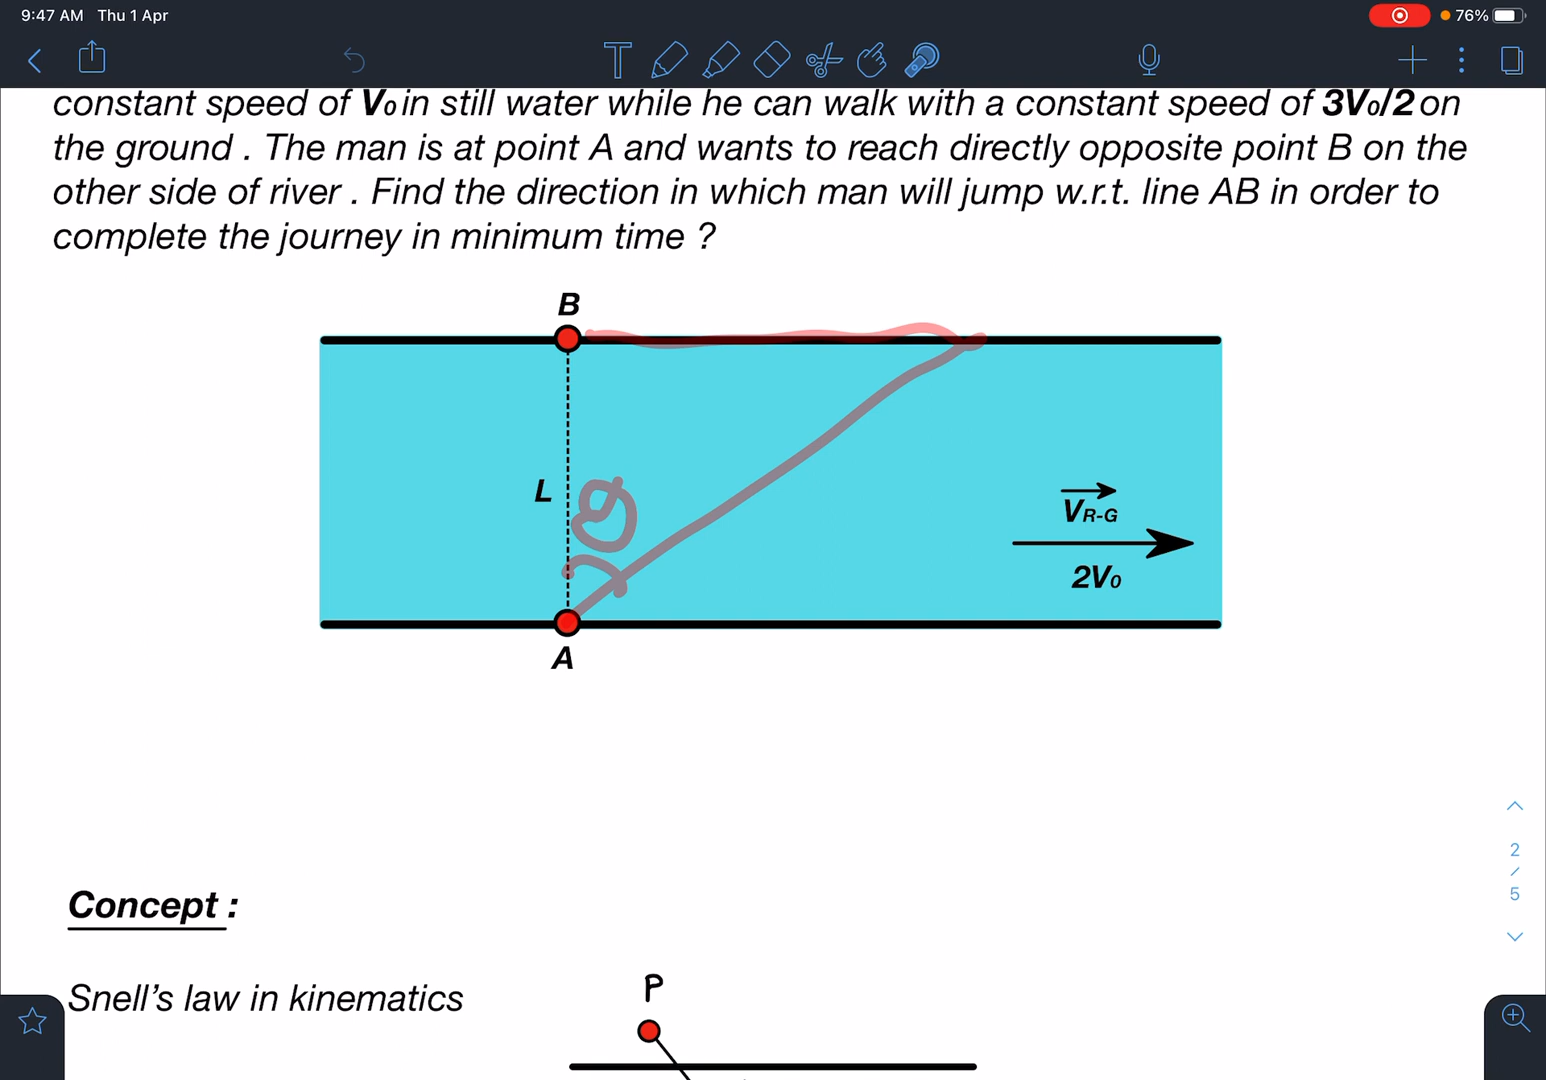 9:47 AM Thu 1 Apr
76%
T
constant speed of V₀ in still water while he can walk with a constant speed of 3V₀/2 on
the ground . The man is at point A and wants to reach directly opposite point B on the
other side of river . Find the direction in which man will jump w.r.t. line AB in order to
complete the journey in minimum time ?
B
L
θ
V⃗R-G
2V₀
A
2
/
5
Concept :
Snell’s law in kinematics
P